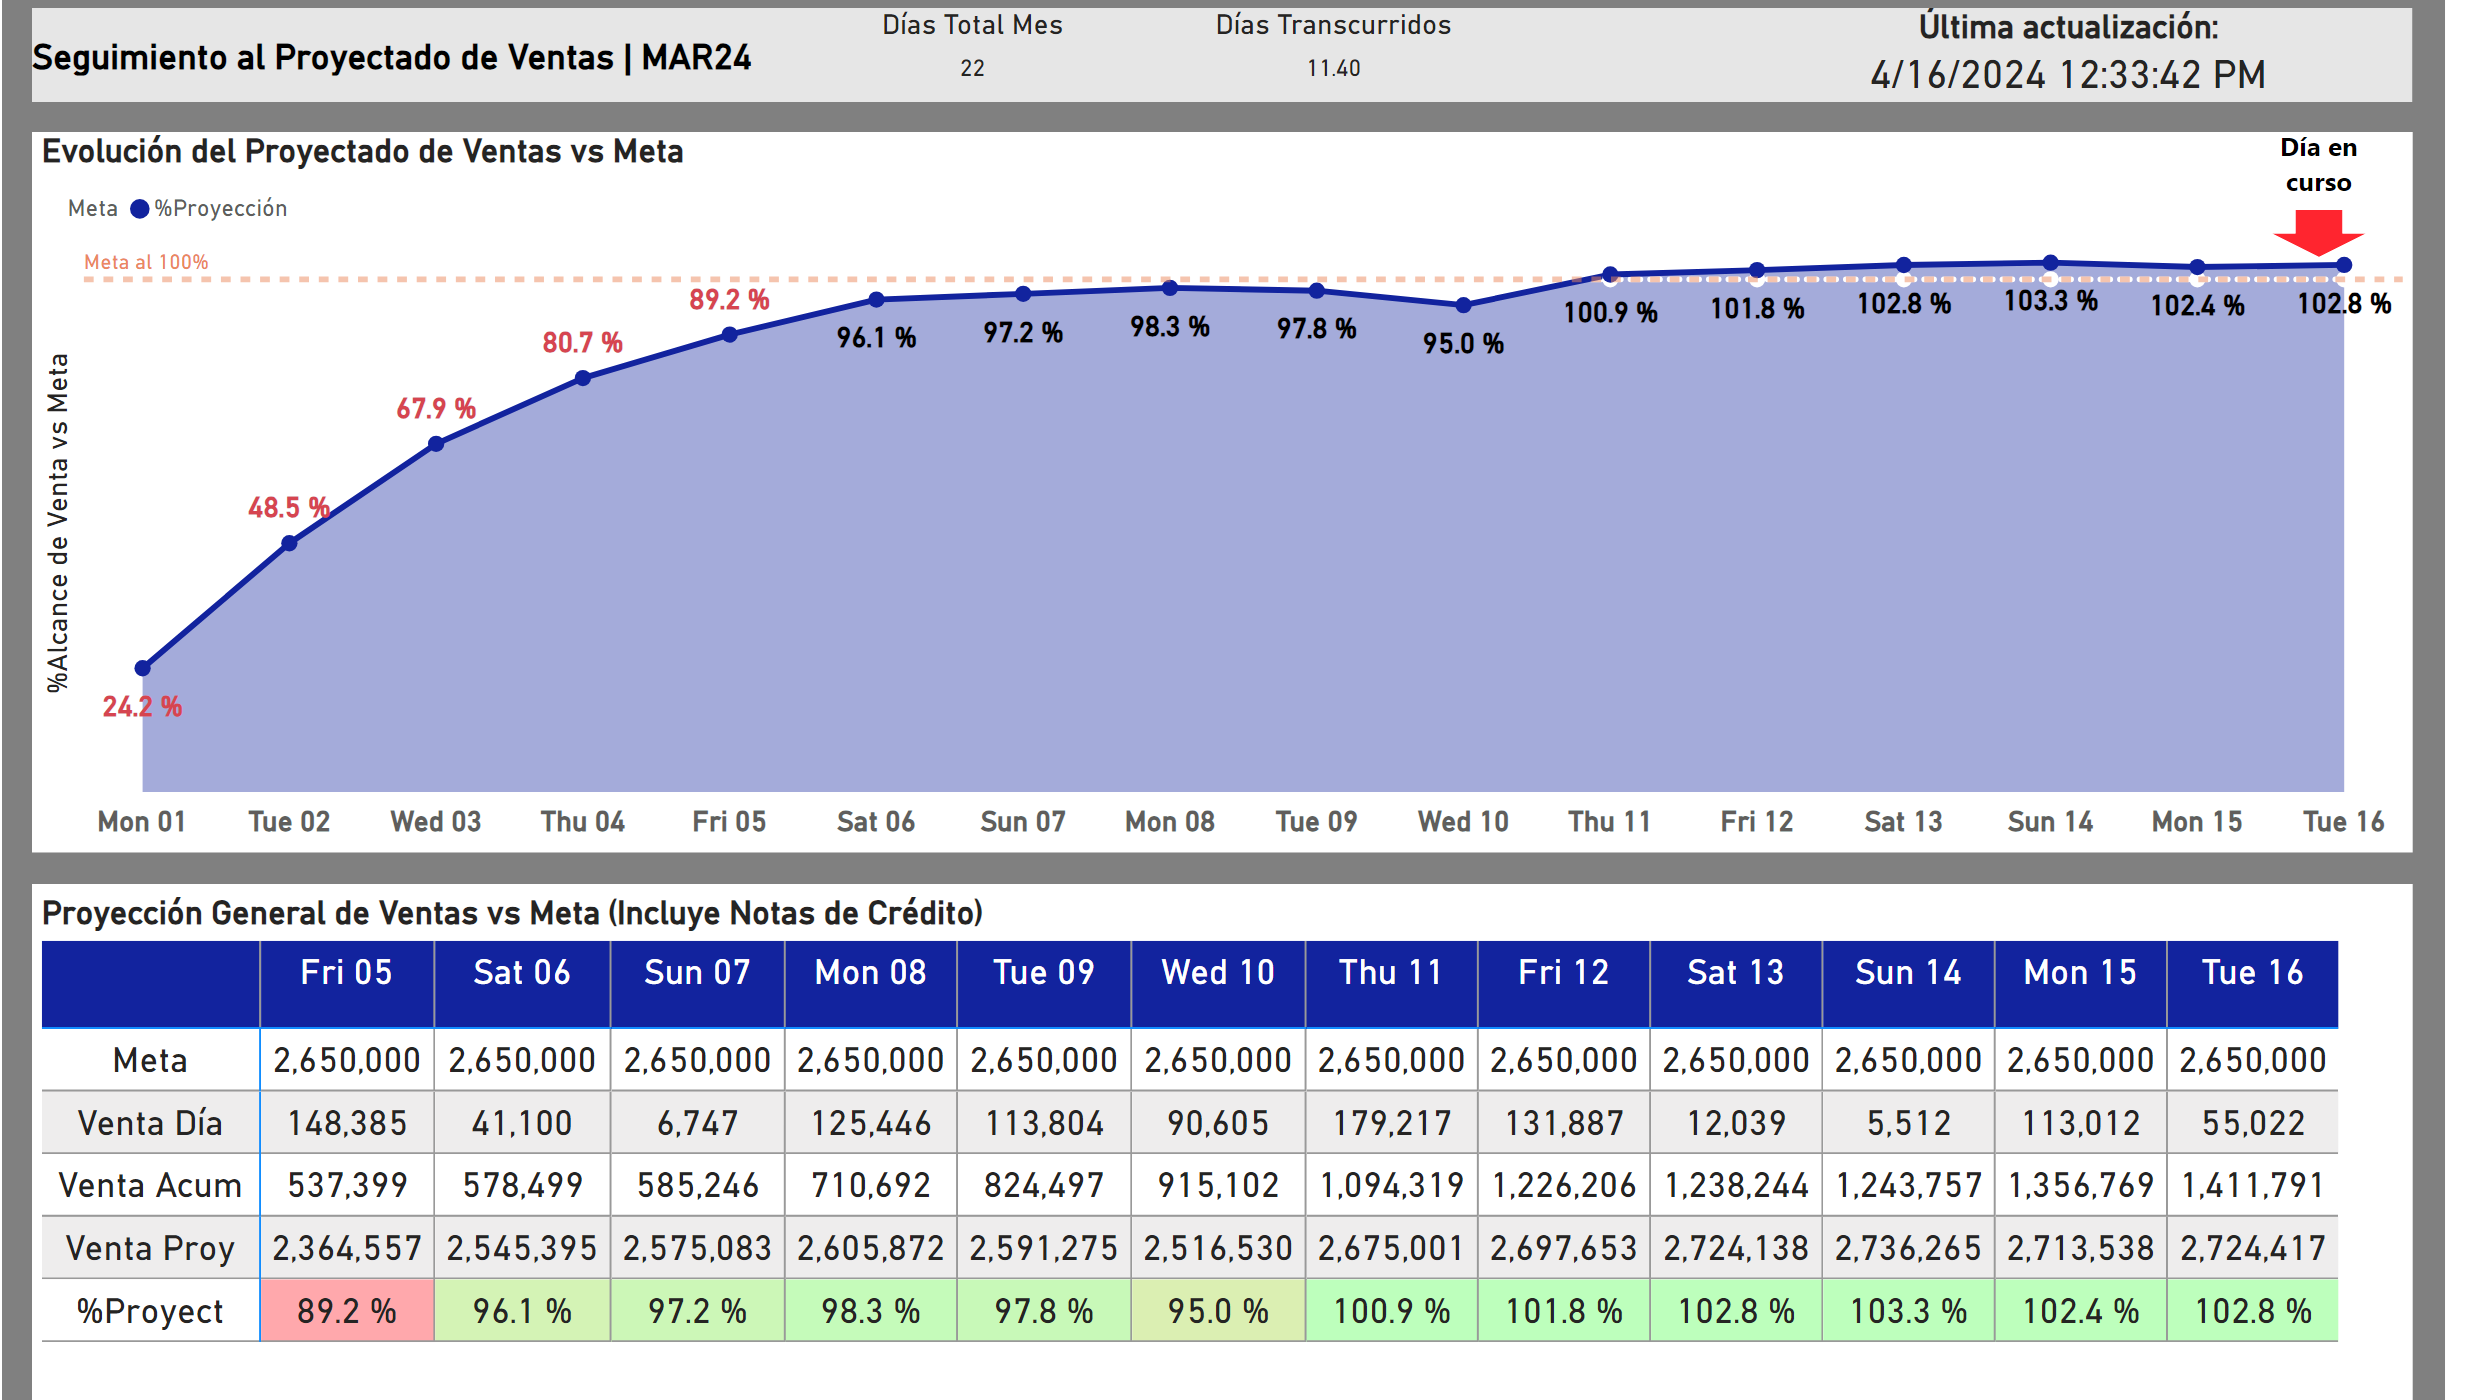 Seguimiento al Proyectado de Ventas | MAR24
Días Total Mes
22
Días Transcurridos
11.40
Última actualización:
4/16/2024 12:33:42 PM
Evolución del Proyectado de Ventas vs Meta
Día en
curso
Meta %Proyección
Meta al 100%
%Alcance de Venta vs Meta
24.2 % 48.5 % 67.9 % 80.7 % 89.2 % 96.1 % 97.2 % 98.3 % 97.8 % 95.0 % 100.9 % 101.8 % 102.8 % 103.3 % 102.4 % 102.8 %
Mon 01 Tue 02 Wed 03 Thu 04 Fri 05 Sat 06 Sun 07 Mon 08 Tue 09 Wed 10 Thu 11 Fri 12 Sat 13 Sun 14 Mon 15 Tue 16
Proyección General de Ventas vs Meta (Incluye Notas de Crédito)
Fri 05 Sat 06 Sun 07 Mon 08 Tue 09 Wed 10 Thu 11 Fri 12 Sat 13 Sun 14 Mon 15 Tue 16
Meta 2,650,000 2,650,000 2,650,000 2,650,000 2,650,000 2,650,000 2,650,000 2,650,000 2,650,000 2,650,000 2,650,000 2,650,000
Venta Día 148,385 41,100 6,747 125,446 113,804 90,605 179,217 131,887 12,039 5,512 113,012 55,022
Venta Acum 537,399 578,499 585,246 710,692 824,497 915,102 1,094,319 1,226,206 1,238,244 1,243,757 1,356,769 1,411,791
Venta Proy 2,364,557 2,545,395 2,575,083 2,605,872 2,591,275 2,516,530 2,675,001 2,697,653 2,724,138 2,736,265 2,713,538 2,724,417
%Proyect 89.2 % 96.1 % 97.2 % 98.3 % 97.8 % 95.0 % 100.9 % 101.8 % 102.8 % 103.3 % 102.4 % 102.8 %